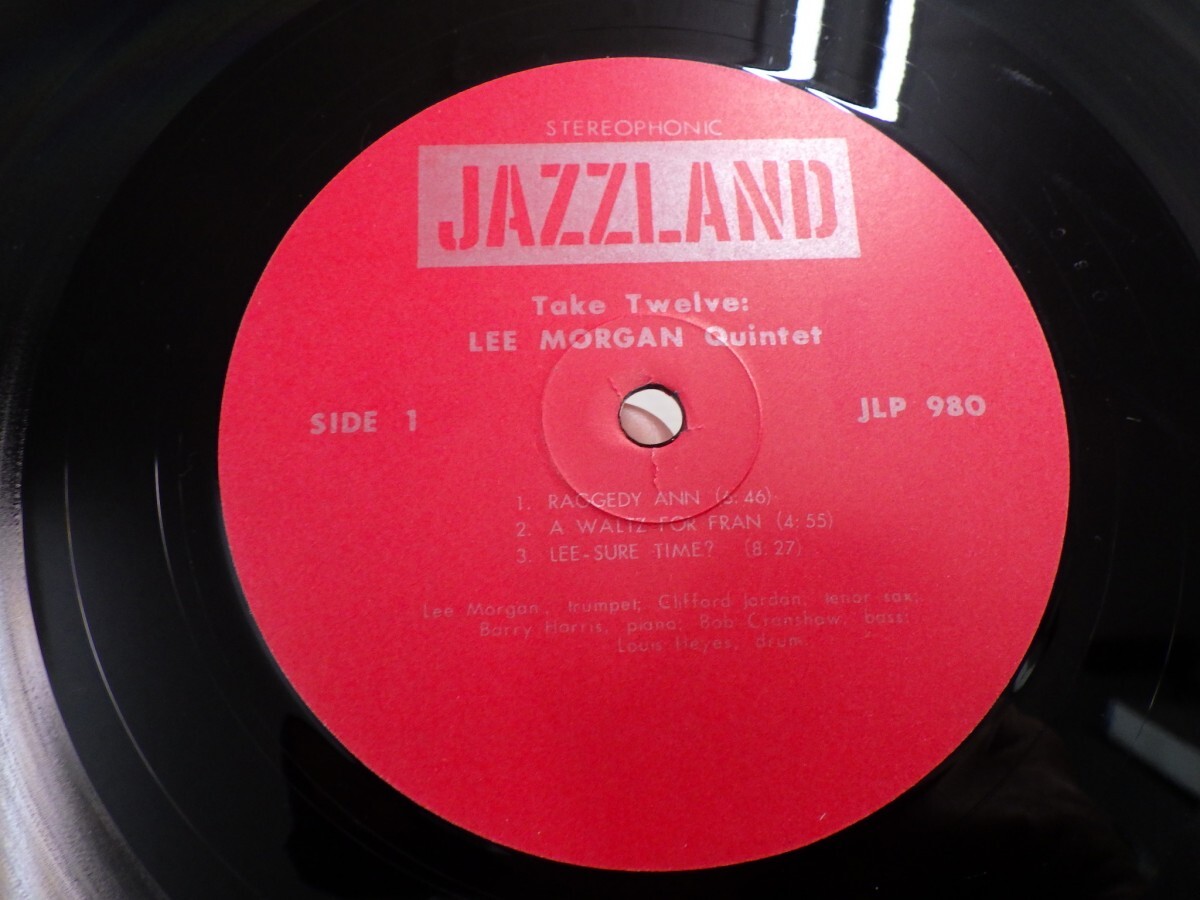 STEREOPHONIC
JAZZLAND
Take Twelve:
LEE MORGAN Quintet
SIDE 1
JLP 980
1. RAGGEDY ANN (6:46)
2. A WALTZ FOR FRAN (4:55)
3. LEE-SURE TIME? (8:27)
Lee Morgan, trumpet; Clifford Jordan, tenor sax;
Barry Harris, piano; Bob Cranshaw, bass;
Louis Heyes, drum.